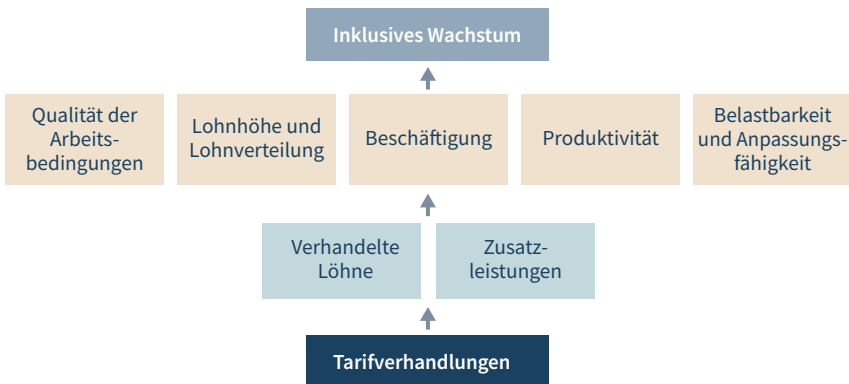 Inklusives Wachstum
Qualität der
Arbeits-
bedingungen
Lohnhöhe und
Lohnverteilung
Beschäftigung
Produktivität
Belastbarkeit
und Anpassungs-
fähigkeit
Verhandelte
Löhne
Zusatz-
leistungen
Tarifverhandlungen